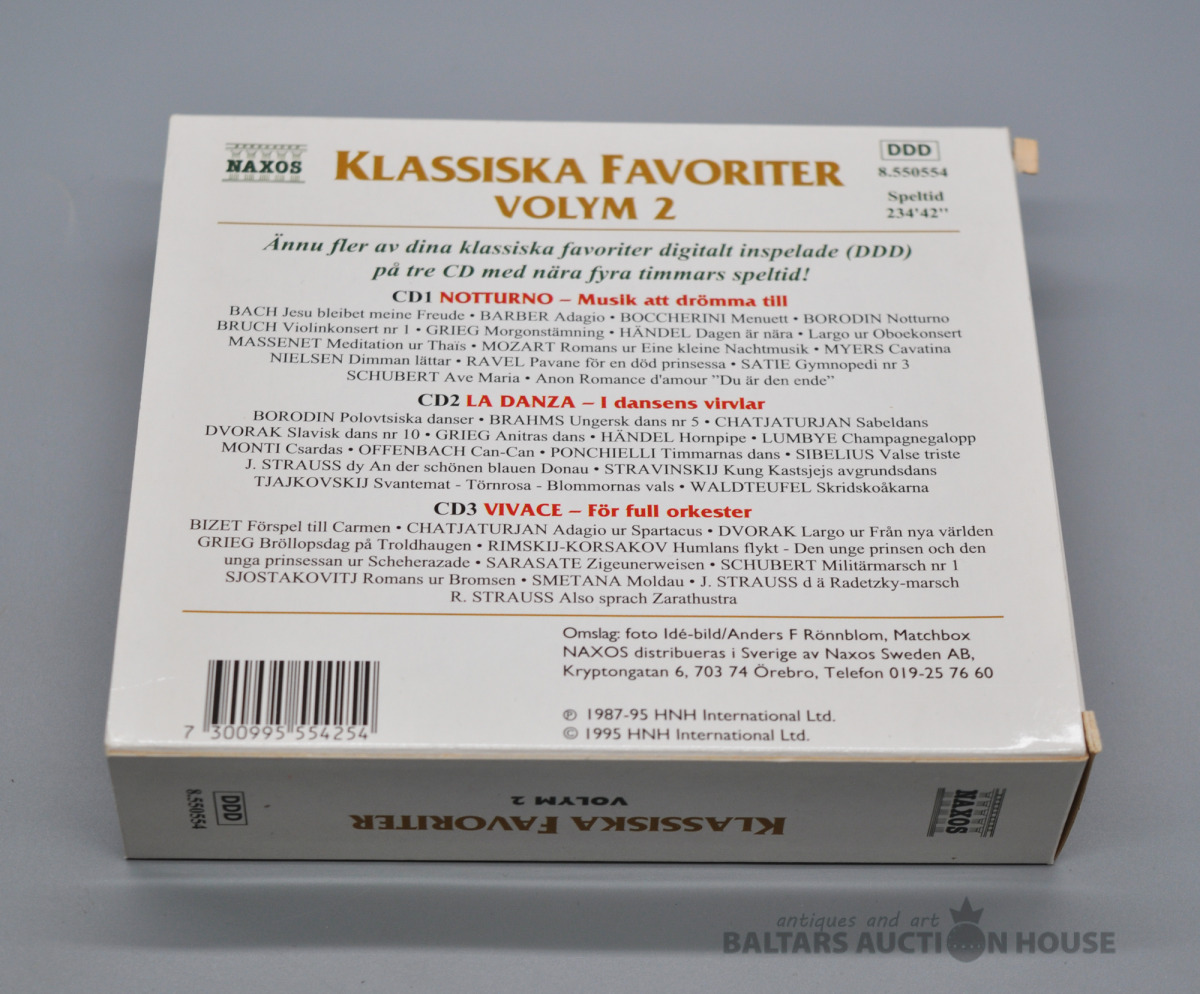 NAXOS
KLASSISKA FAVORITER
VOLYM 2
DDD
8.550554
Speltid
234'42"
Ännu fler av dina klassiska favoriter digitalt inspelade (DDD)
på tre CD med nära fyra timmars speltid!
CD1 NOTTURNO – Musik att drömma till
BACH Jesu bleibet meine Freude • BARBER Adagio • BOCCHERINI Menuett • BORODIN Notturno
BRUCH Violinkonsert nr 1 • GRIEG Morgonstämning • HÄNDEL Dagen är nära • Largo ur Oboekonsert
MASSENET Meditation ur Thaïs • MOZART Romans ur Eine kleine Nachtmusik • MYERS Cavatina
NIELSEN Dimman lättar • RAVEL Pavane för en död prinsessa • SATIE Gymnopedi nr 3
SCHUBERT Ave Maria • Anon Romance d'amour "Du är den ende"
CD2 LA DANZA – I dansens virvlar
BORODIN Polovtsiska danser • BRAHMS Ungersk dans nr 5 • CHATJATURJAN Sabeldans
DVORAK Slavisk dans nr 10 • GRIEG Anitras dans • HÄNDEL Hornpipe • LUMBYE Champagnegalopp
MONTI Csardas • OFFENBACH Can-Can • PONCHIELLI Timmarnas dans • SIBELIUS Valse triste
J. STRAUSS dy An der schönen blauen Donau • STRAVINSKIJ Kung Kastsjejs avgrundsdans
TJAJKOVSKIJ Svantemat - Törnrosa - Blommornas vals • WALDTEUFEL Skridskoåkarna
CD3 VIVACE – För full orkester
BIZET Förspel till Carmen • CHATJATURJAN Adagio ur Spartacus • DVORAK Largo ur Från nya världen
GRIEG Bröllopsdag på Troldhaugen • RIMSKIJ-KORSAKOV Humlans flykt - Den unge prinsen och den
unga prinsessan ur Scheherazade • SARASATE Zigeunerweisen • SCHUBERT Militärmarsch nr 1
SJOSTAKOVITJ Romans ur Bromsen • SMETANA Moldau • J. STRAUSS d ä Radetzky-marsch
R. STRAUSS Also sprach Zarathustra
Omslag: foto Idé-bild/Anders F Rönnblom, Matchbox
NAXOS distribueras i Sverige av Naxos Sweden AB,
Kryptongatan 6, 703 74 Örebro, Telefon 019-25 76 60
℗ 1987-95 HNH International Ltd.
© 1995 HNH International Ltd.
7 300995 554254
NAXOS
KLASSISKA FAVORITER
VOLYM 2
DDD
8.550554
antiques and art
BALTARS AUCTION HOUSE